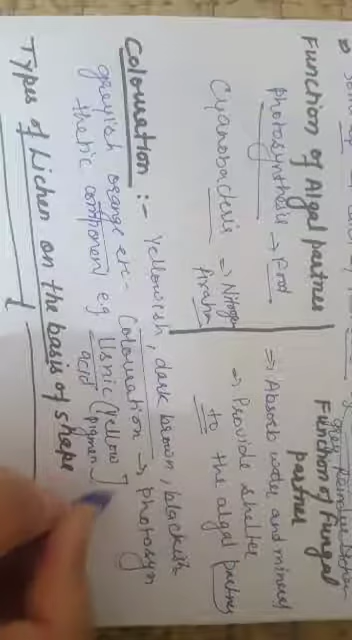 Function of Algal partner
Photosynthesis → Food
Cyanobacteria → Nitrogen
fixation
Function of Fungal
partner
⇒ Absorb water and mineral
⇒ Provide shelter
to the algal partner
Colouration :- Yellowish, dark brown, blackish
greyish orange etc. Colouration → photosyn
thetic component eg Usnic (Yellow
acid pigment)
Types of Lichen on the basis of shape